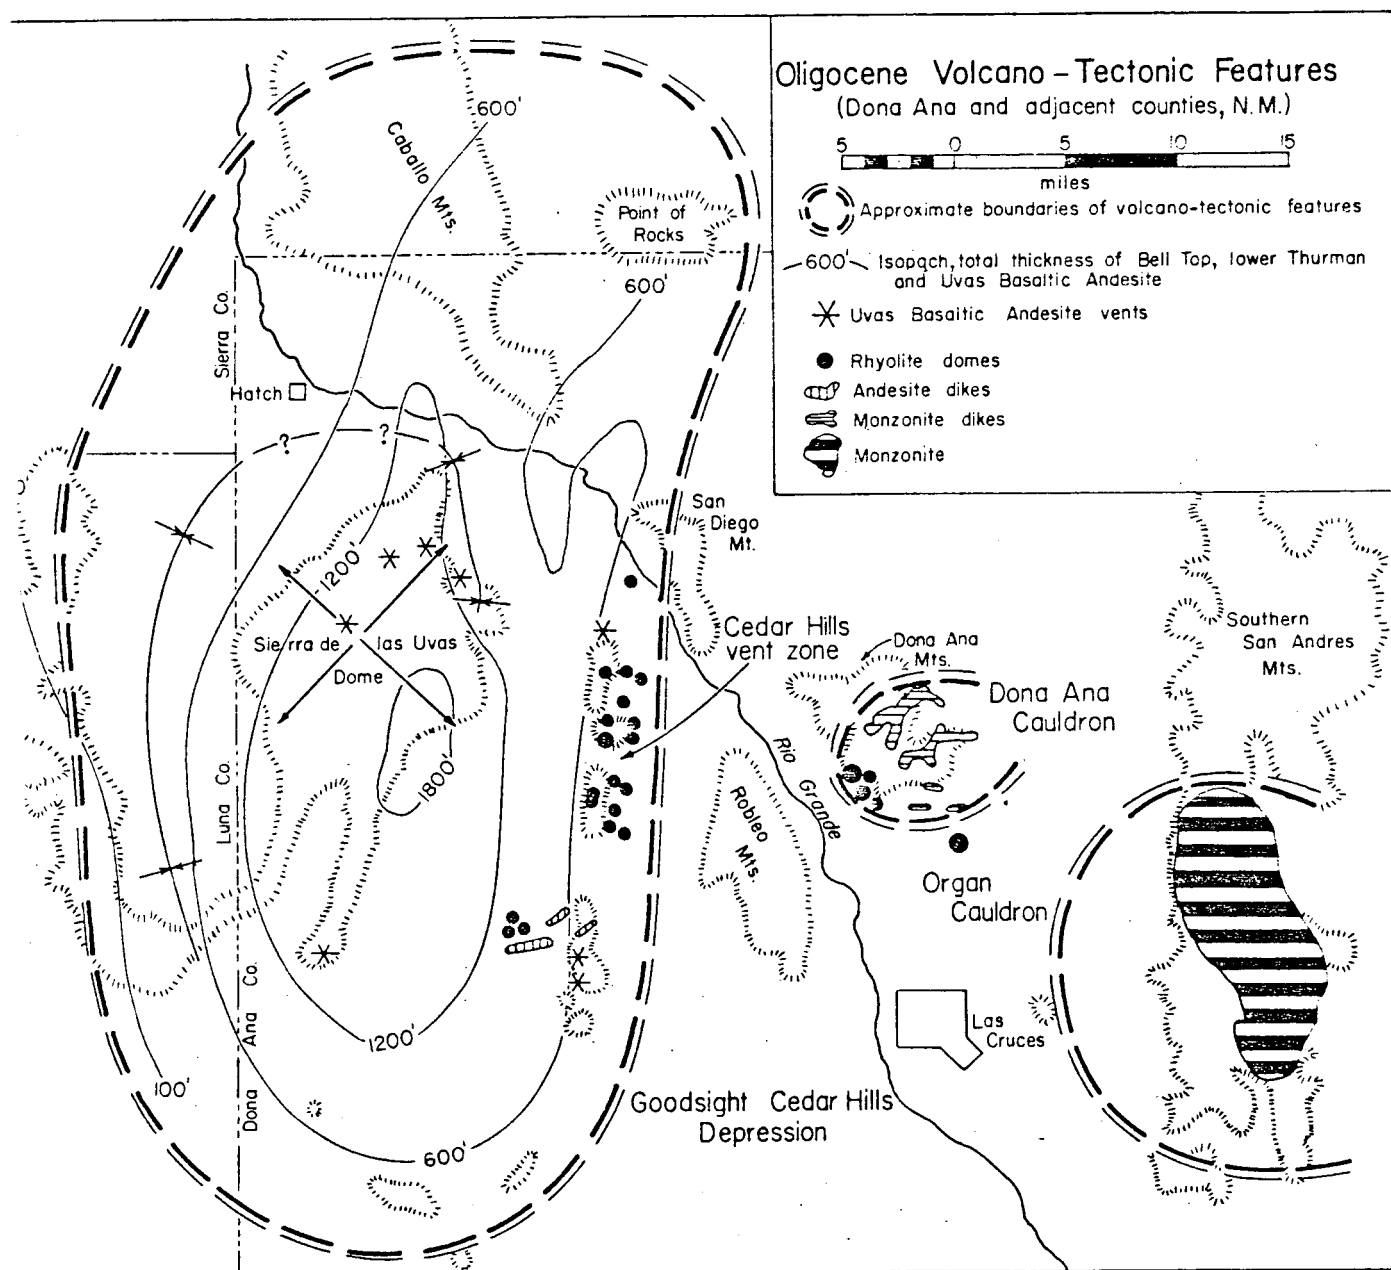 Oligocene Volcano-Tectonic Features
(Dona Ana and adjacent counties, N.M.)
5 0 5 10 15
miles
Approximate boundaries of volcano-tectonic features
600' Isopach, total thickness of Bell Top, lower Thurman
and Uvas Basaltic Andesite
Uvas Basaltic Andesite vents
Rhyolite domes
Andesite dikes
Monzonite dikes
Monzonite
600'
Caballo
Mts.
Point of
Rocks
600'
Sierra Co.
Hatch
?
?
San
Diego
Mt.
1200'
Sierra de las Uvas
Dome
Cedar Hills
vent zone
Dona Ana
Mts.
Southern
San Andres
Mts.
Dona Ana
Cauldron
1800'
Luna Co.
Rio
Grande
Robleo
Mts.
Organ
Cauldron
Dona Ana Co.
1200'
Las
Cruces
100'
Goodsight Cedar Hills
Depression
600'